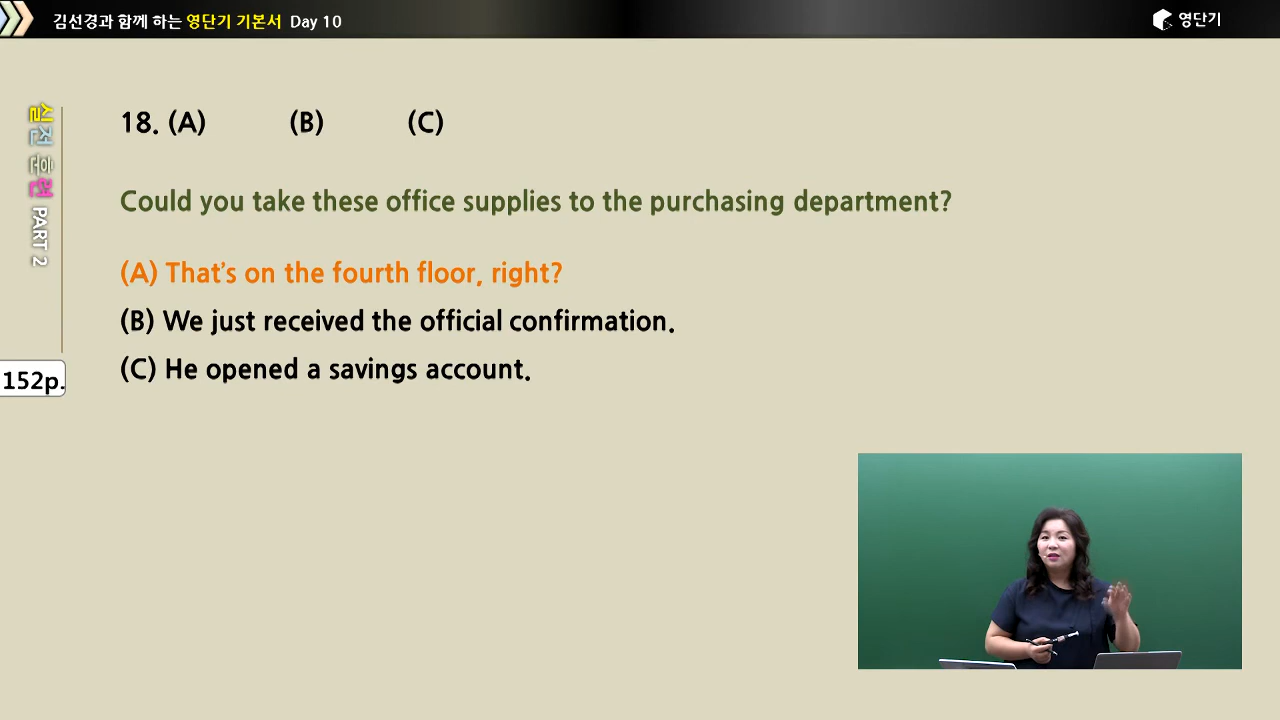 김선경과 함께 하는 영단기 기본서 Day 10
영단기
실전훈련 PART 2
152p.
18. (A) (B) (C)
Could you take these office supplies to the purchasing department?
(A) That's on the fourth floor, right?
(B) We just received the official confirmation.
(C) He opened a savings account.